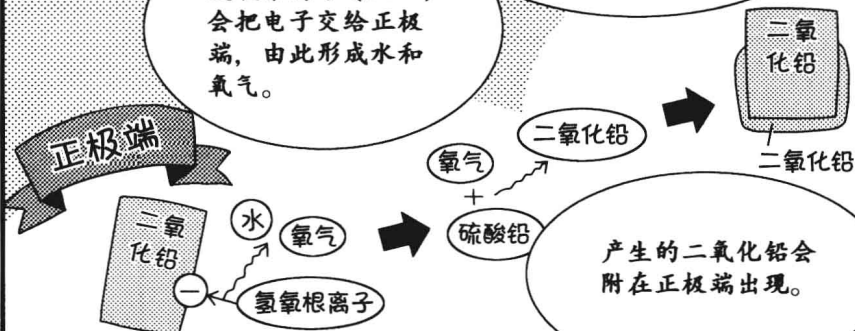 会把电子交给正极
端，由此形成水和
氧气。
正极端
二氧
化铅
水
氧气
一
氢氧根离子
氧气
+
硫酸铅
二氧化铅
二氧
化铅
二氧化铅
产生的二氧化铅会
附在正极端出现。